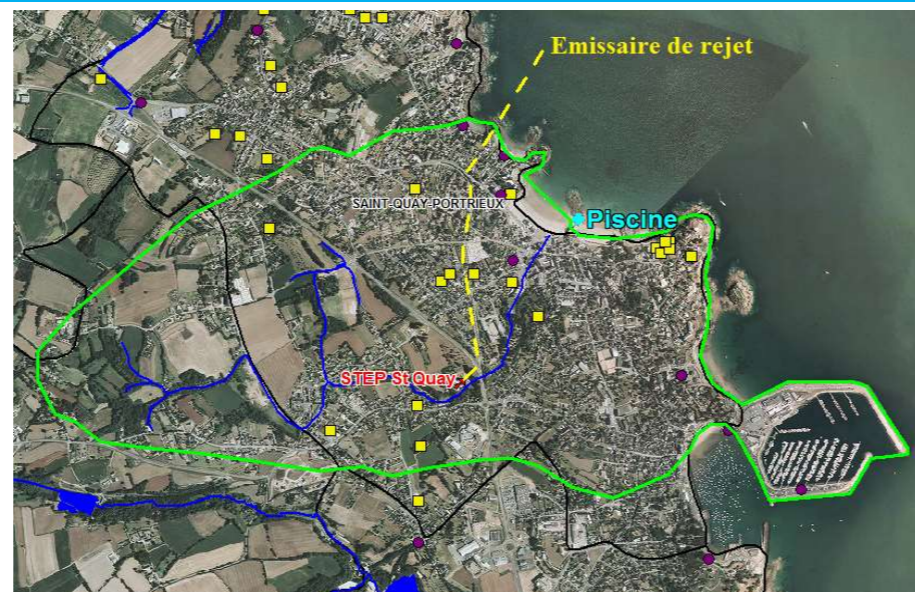 Emissaire de rejet
SAINT-QUAY-PORTRIEUX
Piscine
STEP St Quay